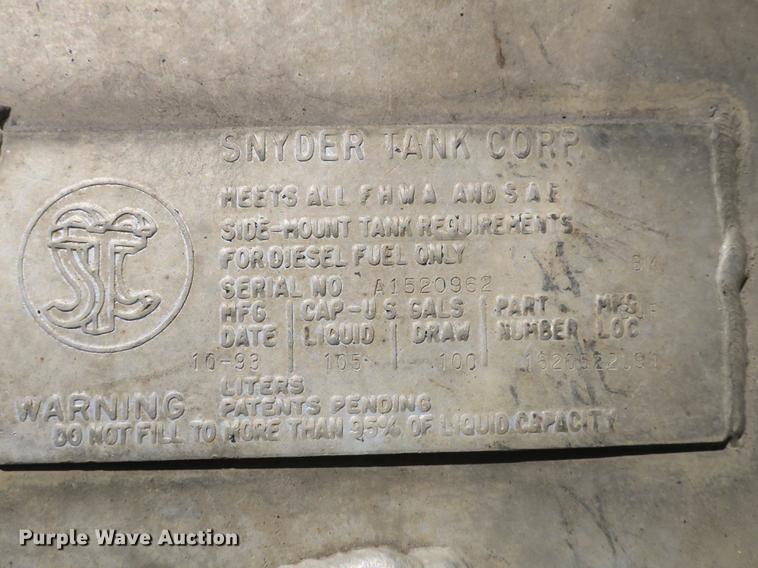 SNYDER TANK CORP.
STC
MEETS ALL F H W A AND S A E
SIDE-MOUNT TANK REQUIREMENTS
FOR DIESEL FUEL ONLY
SERIAL NO A1520962
MFG. CAP-U.S. GALS PART MFG.
DATE LIQUID DRAW NUMBER LOC
10-93 105 100
LITERS
WARNING PATENTS PENDING
DO NOT FILL TO MORE THAN 95% OF LIQUID CAPACITY
Purple Wave Auction